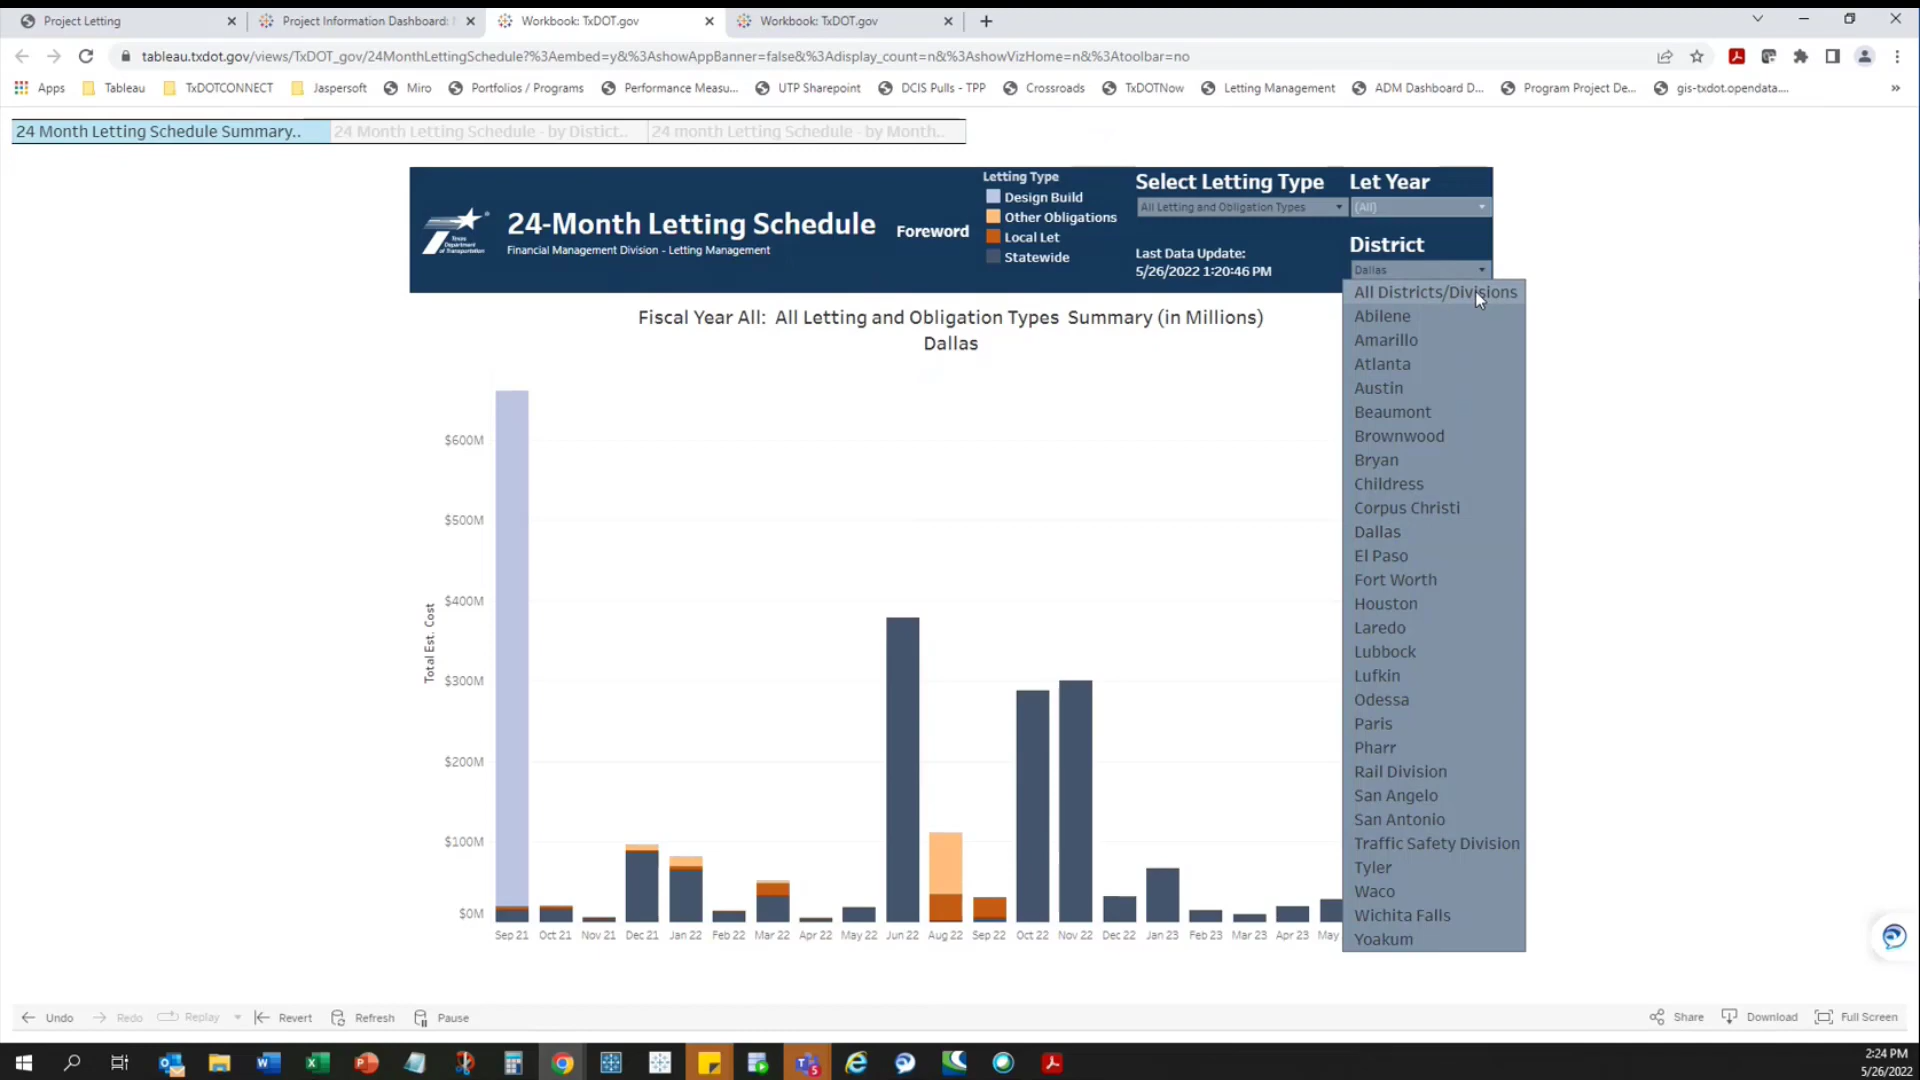 Project Letting
Project Information Dashboard:
Workbook: TxDOT.gov
Workbook: TxDOT.gov
tableau.txdot.gov/views/TxDOT_gov/24MonthLettingSchedule?%3Aembed=y&%3AshowAppBanner=false&%3Adisplay_count=n&%3AshowVizHome=n&%3Atoolbar=no
Apps
Tableau
TxDOTCONNECT
Jaspersoft
Miro
Portfolios / Programs
Performance Measu...
UTP Sharepoint
DCIS Pulls - TPP
Crossroads
TxDOTNow
Letting Management
ADM Dashboard D...
Program Project De...
gis-txdot.opendata....
»
24 Month Letting Schedule Summary..
24 Month Letting Schedule - by Distict..
24 month Letting Schedule - by Month..
Texas
Department
of Transportation
24-Month Letting Schedule
Financial Management Division - Letting Management
Foreword
Letting Type
Design Build
Other Obligations
Local Let
Statewide
Select Letting Type
All Letting and Obligation Types
Last Data Update:
5/26/2022 1:20:46 PM
Let Year
(All)
District
Dallas
All Districts/Divisions
Abilene
Amarillo
Atlanta
Austin
Beaumont
Brownwood
Bryan
Childress
Corpus Christi
Dallas
El Paso
Fort Worth
Houston
Laredo
Lubbock
Lufkin
Odessa
Paris
Pharr
Rail Division
San Angelo
San Antonio
Traffic Safety Division
Tyler
Waco
Wichita Falls
Yoakum
Fiscal Year All: All Letting and Obligation Types Summary (in Millions)
Dallas
Total Est. Cost
$600M
$500M
$400M
$300M
$200M
$100M
$0M
Sep 21 Oct 21 Nov 21 Dec 21 Jan 22 Feb 22 Mar 22 Apr 22 May 22 Jun 22 Aug 22 Sep 22 Oct 22 Nov 22 Dec 22 Jan 23 Feb 23 Mar 23 Apr 23 May
Undo
Redo
Replay
Revert
Refresh
Pause
Share
Download
Full Screen
2:24 PM
5/26/2022